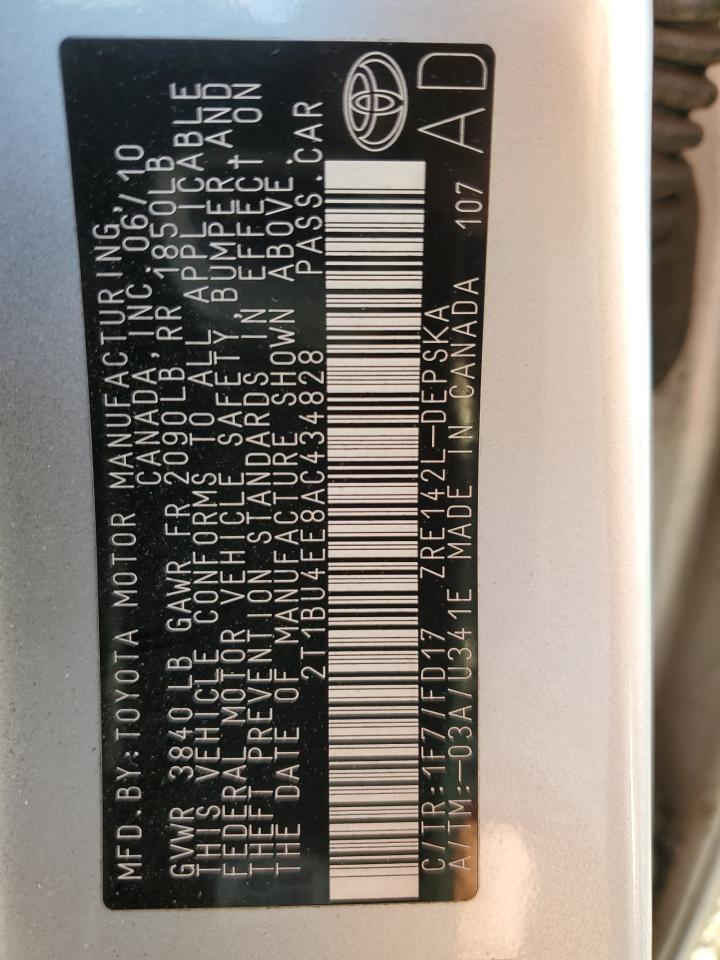 MFD.BY:TOYOTA MOTOR MANUFACTURING,
CANADA, INC. 06/10
GVWR 3840LB GAWR FR 2090LB RR 1850LB
THIS VEHICLE CONFORMS TO ALL APPLICABLE
FEDERAL MOTOR VEHICLE SAFETY, BUMPER, AND
THEFT PREVENTION STANDARDS IN EFFECT ON
THE DATE OF MANUFACTURE SHOWN ABOVE.
2T1BU4EE8AC434828 PASS.CAR
C/TR:1F7/FD17 ZRE142L-DEPSKA
A/TM:-03A/U341E MADE IN CANADA 107
AD